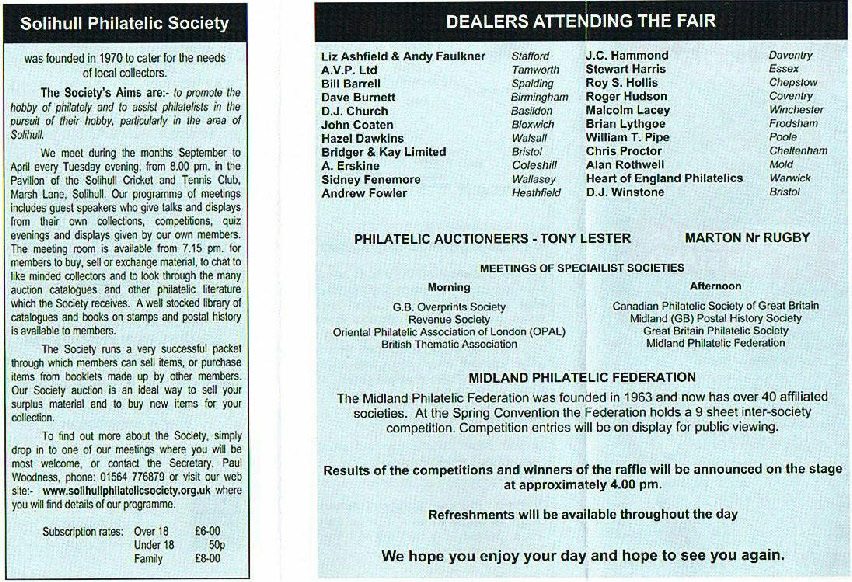 Solihull Philatelic Society
was founded in 1970 to cater for the needs
of local collectors.
The Society's Aims are:- to promote the
hobby of philately and to assist philatelists in the
pursuit of their hobby, particularly in the area of
Solihull.
We meet during the months September to
April every Tuesday evening, from 8.00 pm. in the
Pavilion of the Solihull Cricket and Tennis Club,
Marsh Lane, Solihull. Our programme of meetings
includes guest speakers who give talks and displays
from their own collections, competitions, quiz
evenings and displays given by our own members.
The meeting room is available from 7.15 pm. for
members to buy, sell or exchange material, to chat to
like minded collectors and to look through the many
auction catalogues and other philatelic literature
which the Society receives. A well stocked library of
catalogues and books on stamps and postal history
is available to members.
The Society runs a very successful packet
through which members can sell items, or purchase
items from booklets made up by other members.
Our Society auction is an ideal way to sell your
surplus material and to buy new items for your
collection.
To find out more about the Society, simply
drop in to one of our meetings where you will be
most welcome, or contact the Secretary, Paul
Woodness, phone: 01564 776879 or visit our web
site:- www.solihullphilatelicsociety.org.uk where
you will find details of our programme.
Subscription rates: Over 18 £6-00
Under 18 50p
Family £8-00
DEALERS ATTENDING THE FAIR
Liz Ashfield & Andy Faulkner Stafford J.C. Hammond Daventry
A.V.P. Ltd Tamworth Stewart Harris Essex
Bill Barrell Spalding Roy S. Hollis Chepstow
Dave Burnett Birmingham Roger Hudson Coventry
D.J. Church Basildon Malcolm Lacey Winchester
John Coaten Bloxwich Brian Lythgoe Frodsham
Hazel Dawkins Walsall William T. Pipe Poole
Bridger & Kay Limited Bristol Chris Proctor Cheltenham
A. Erskine Coleshill Alan Rothwell Mold
Sidney Fenemore Wallasey Heart of England Philatelics Warwick
Andrew Fowler Heathfield D.J. Winstone Bristol
PHILATELIC AUCTIONEERS - TONY LESTER MARTON Nr RUGBY
MEETINGS OF SPECIAILIST SOCIETIES
Morning Afternoon
G.B. Overprints Society Canadian Philatelic Society of Great Britain
Revenue Society Midland (GB) Postal History Society
Oriental Philatelic Association of London (OPAL) Great Britain Philatelic Society
British Thematic Association Midland Philatelic Federation
MIDLAND PHILATELIC FEDERATION
The Midland Philatelic Federation was founded in 1963 and now has over 40 affiliated
societies. At the Spring Convention the Federation holds a 9 sheet inter-society
competition. Competition entries will be on display for public viewing.
Results of the competitions and winners of the raffle will be announced on the stage
at approximately 4.00 pm.
Refreshments will be available throughout the day
We hope you enjoy your day and hope to see you again.